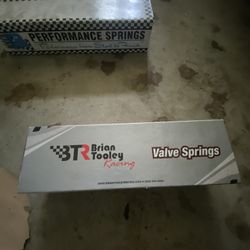 PERFORMANCE SPRINGS
BTR
Brian
Tooley
Racing
Valve Springs